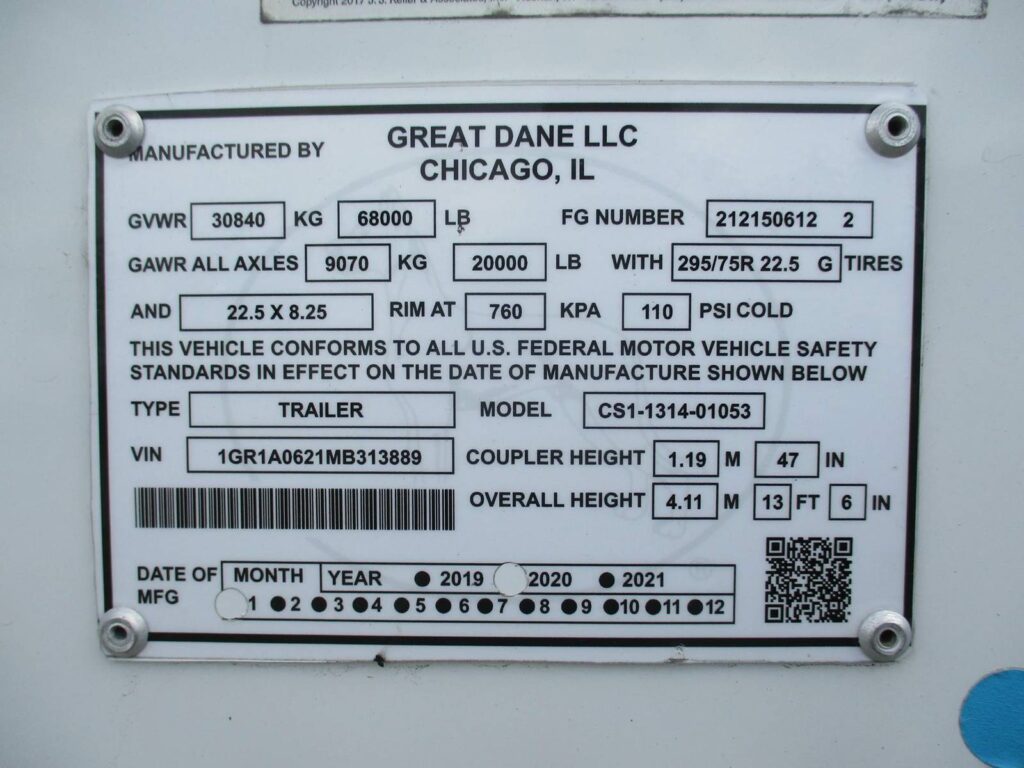 Copyright 2017 J. J. Keller & Associates, Inc.
MANUFACTURED BY GREAT DANE LLC
CHICAGO, IL
GVWR 30840 KG 68000 LB FG NUMBER 212150612 2
GAWR ALL AXLES 9070 KG 20000 LB WITH 295/75R 22.5 G TIRES
AND 22.5 X 8.25 RIM AT 760 KPA 110 PSI COLD
THIS VEHICLE CONFORMS TO ALL U.S. FEDERAL MOTOR VEHICLE SAFETY
STANDARDS IN EFFECT ON THE DATE OF MANUFACTURE SHOWN BELOW
TYPE TRAILER MODEL CS1-1314-01053
VIN 1GR1A0621MB313889 COUPLER HEIGHT 1.19 M 47 IN
OVERALL HEIGHT 4.11 M 13 FT 6 IN
DATE OF MFG MONTH YEAR 2019 2020 2021
1 2 3 4 5 6 7 8 9 10 11 12